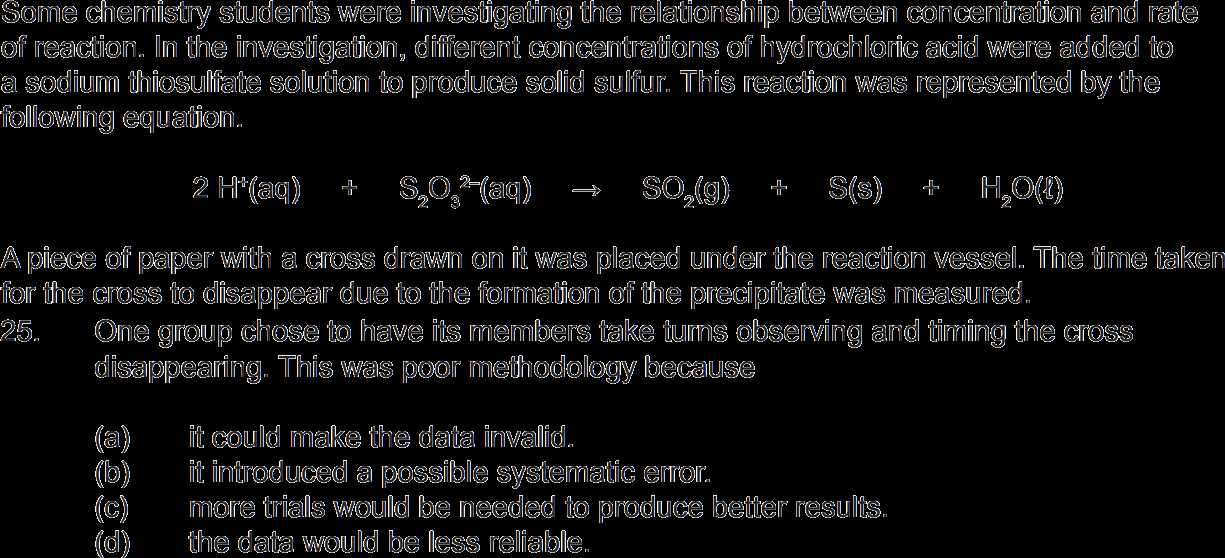 Some chemistry students were investigating the relationship between concentration and rate
of reaction. In the investigation, different concentrations of hydrochloric acid were added to
a sodium thiosulfate solution to produce solid sulfur. This reaction was represented by the
following equation.
2 H⁺(aq) + S₂O₃²⁻(aq) → SO₂(g) + S(s) + H₂O(ℓ)
A piece of paper with a cross drawn on it was placed under the reaction vessel. The time taken
for the cross to disappear due to the formation of the precipitate was measured.
25. One group chose to have its members take turns observing and timing the cross
disappearing. This was poor methodology because
(a) it could make the data invalid.
(b) it introduced a possible systematic error.
(c) more trials would be needed to produce better results.
(d) the data would be less reliable.